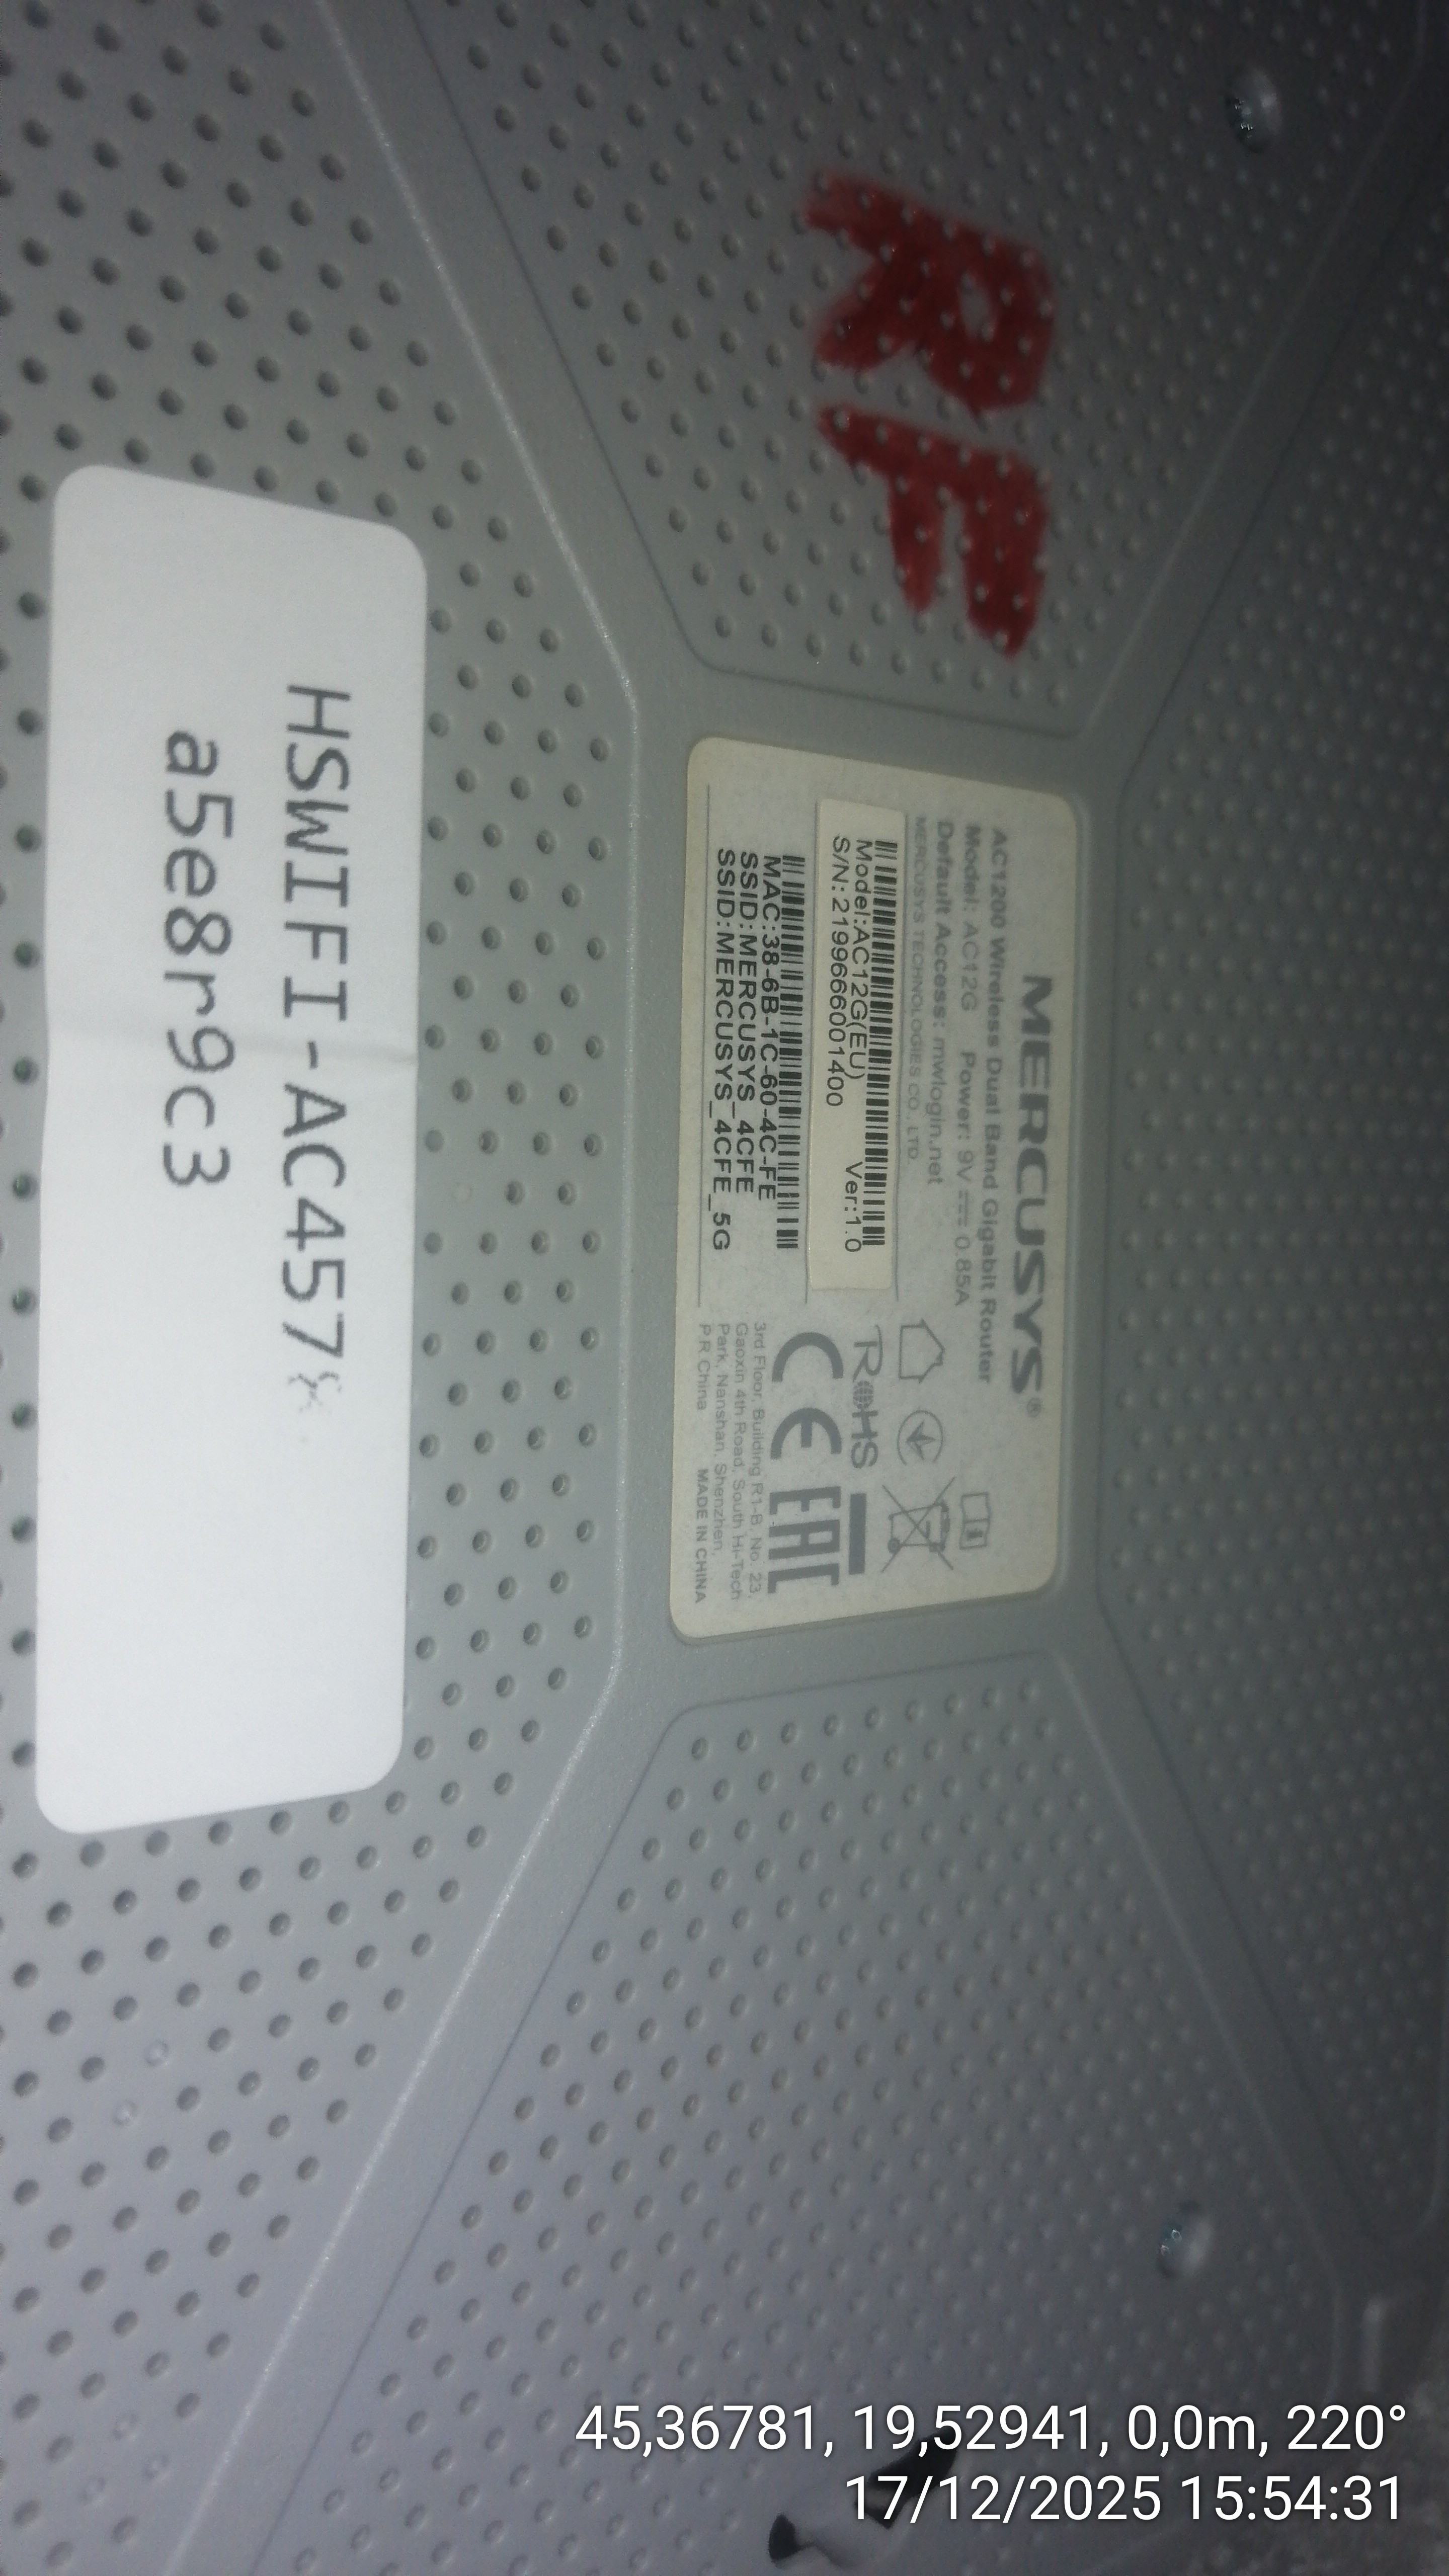 RF
MERCUSYS®
AC1200 Wireless Dual Band Gigabit Router
Model: AC12G Power: 9V ⎓ 0.85A
Default Access: mwlogin.net
MERCUSYS TECHNOLOGIES CO., LTD.
Model:AC12G(EU) Ver:1.0
S/N:2199666001400
MAC:38-6B-1C-60-4C-FE
SSID:MERCUSYS_4CFE
SSID:MERCUSYS_4CFE_5G
RoHS
CE EAC
3rd Floor, Building R1-B, No. 23,
Gaoxin 4th Road, South Hi-Tech
Park, Nanshan, Shenzhen,
P.R.China MADE IN CHINA
HSWIFI-AC457
a5e8r9c3
45,36781, 19,52941, 0,0m, 220°
17/12/2025 15:54:31